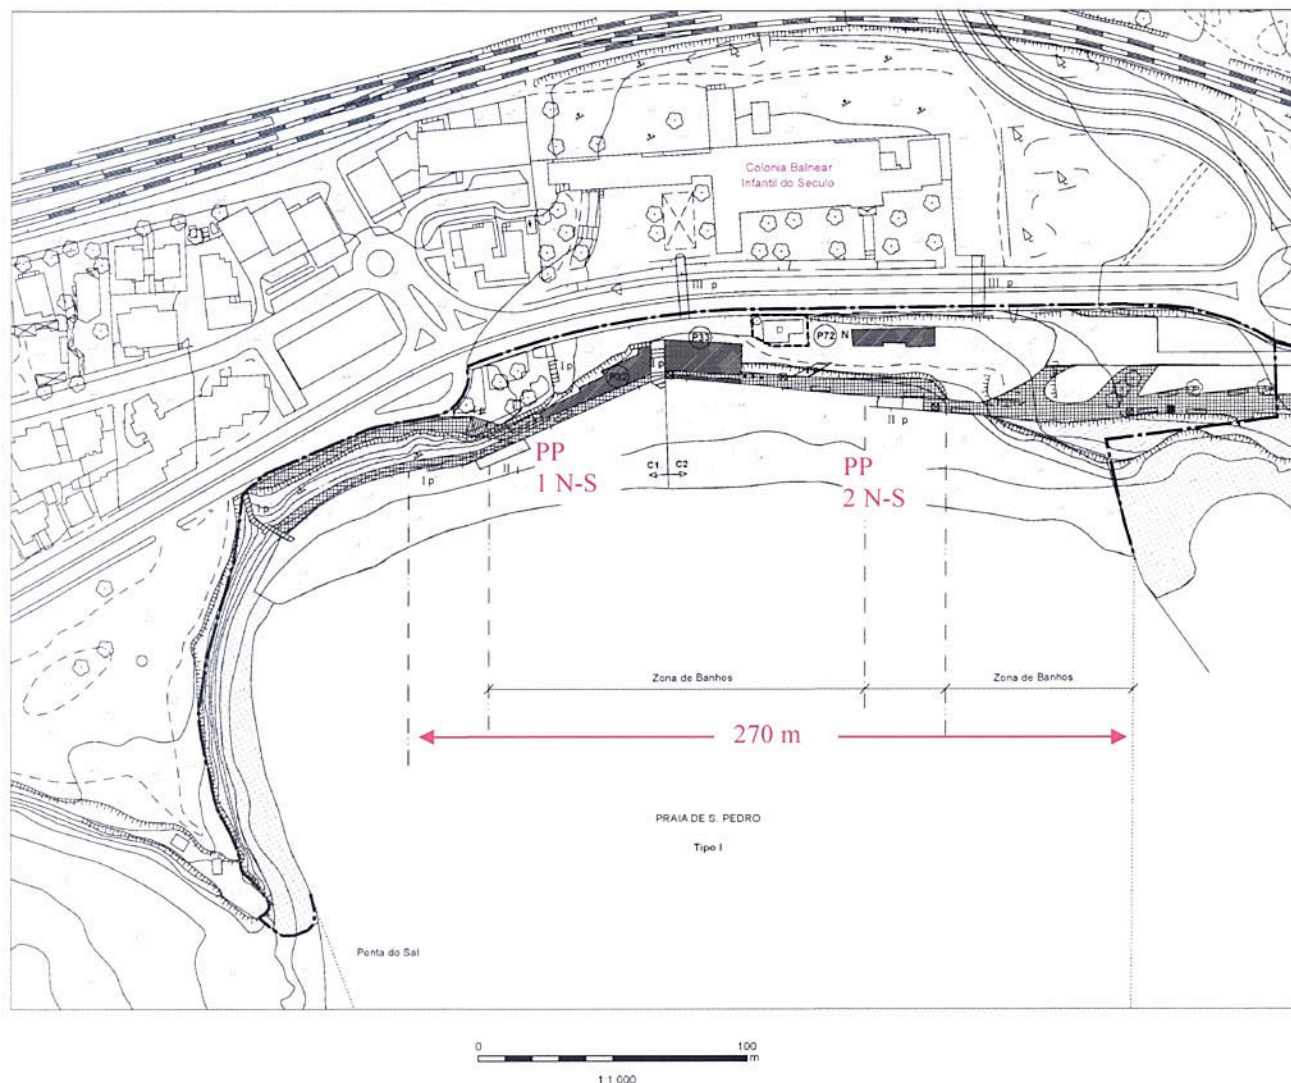 Colonia Balnear
Infantil do Seculo
III p
III p
P33
D
P72
N
I p
I p
II p
PP
1 N-S
II
I p
C1
C2
PP
2 N-S
I p
Zona de Banhos
Zona de Banhos
270 m
PRAIA DE S. PEDRO
Tipo I
Ponta do Sal
0
100
m
1:1 000